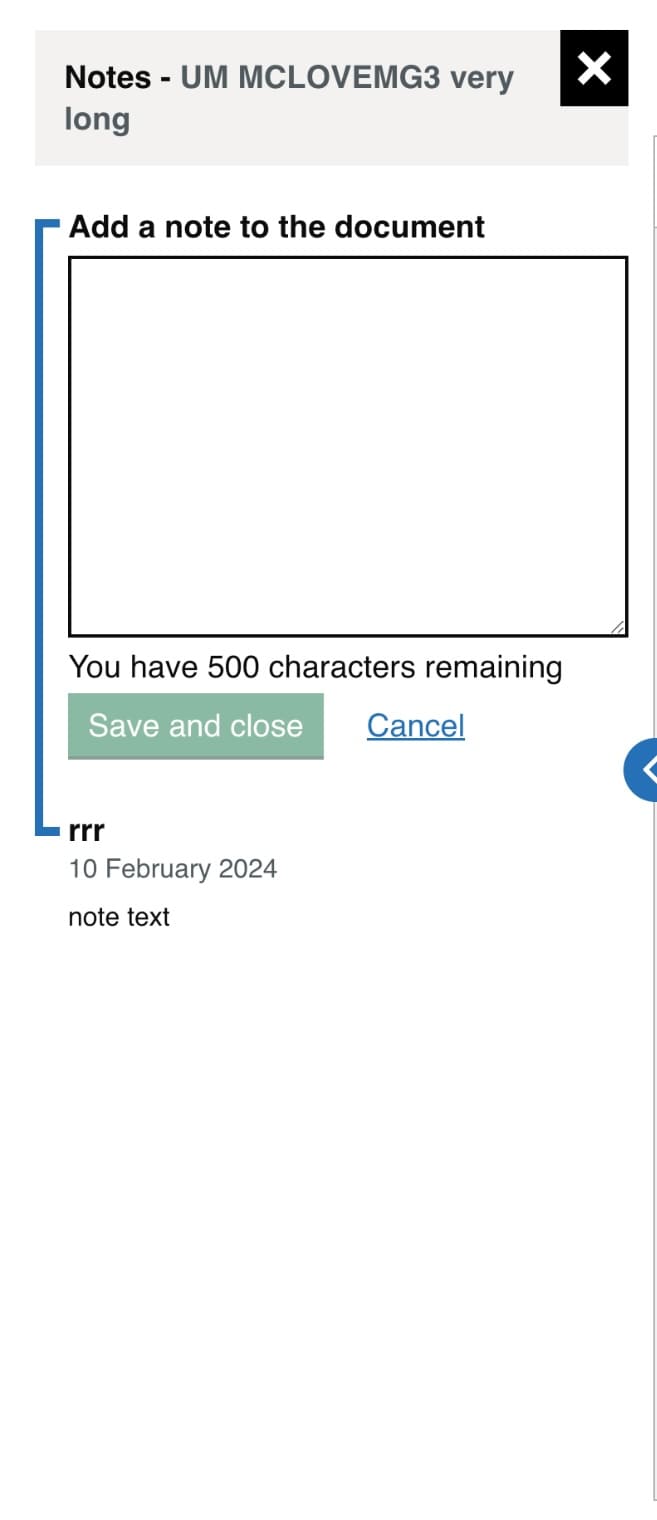 Notes - UM MCLOVEMG3 very
long
Add a note to the document
You have 500 characters remaining
Save and close Cancel
rrr
10 February 2024
note text